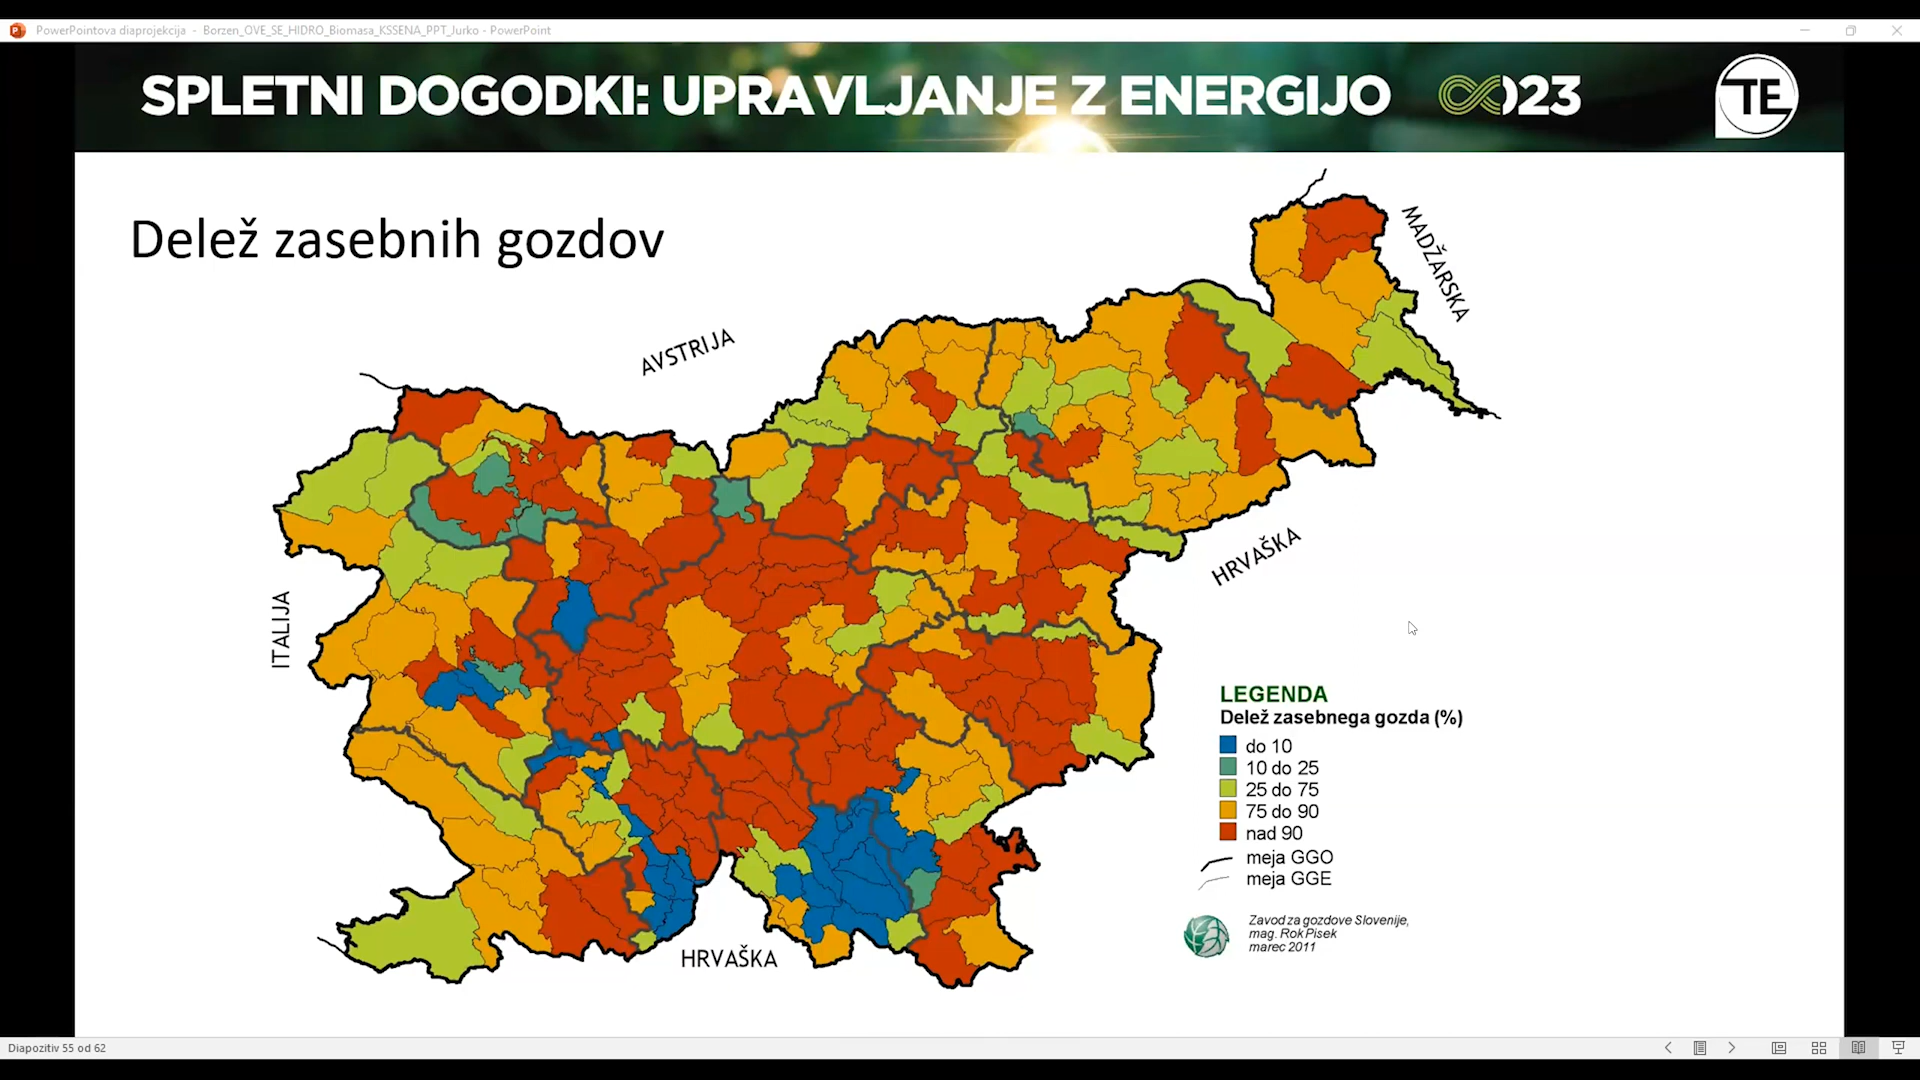 PowerPointova diaprojekcija - Borzen_OVE_SE_HIDRO_Biomasa_KSSENA_PPT_Jurko - PowerPoint
SPLETNI DOGODKI: UPRAVLJANJE Z ENERGIJO
23
TE
Delež zasebnih gozdov
MADŽARSKA
AVSTRIJA
HRVAŠKA
ITALIJA
HRVAŠKA
LEGENDA
Delež zasebnega gozda (%)
do 10
10 do 25
25 do 75
75 do 90
nad 90
meja GGO
meja GGE
Zavod za gozdove Slovenije,
mag. Rok Pisek
marec 2011
Diapozitiv 55 od 62